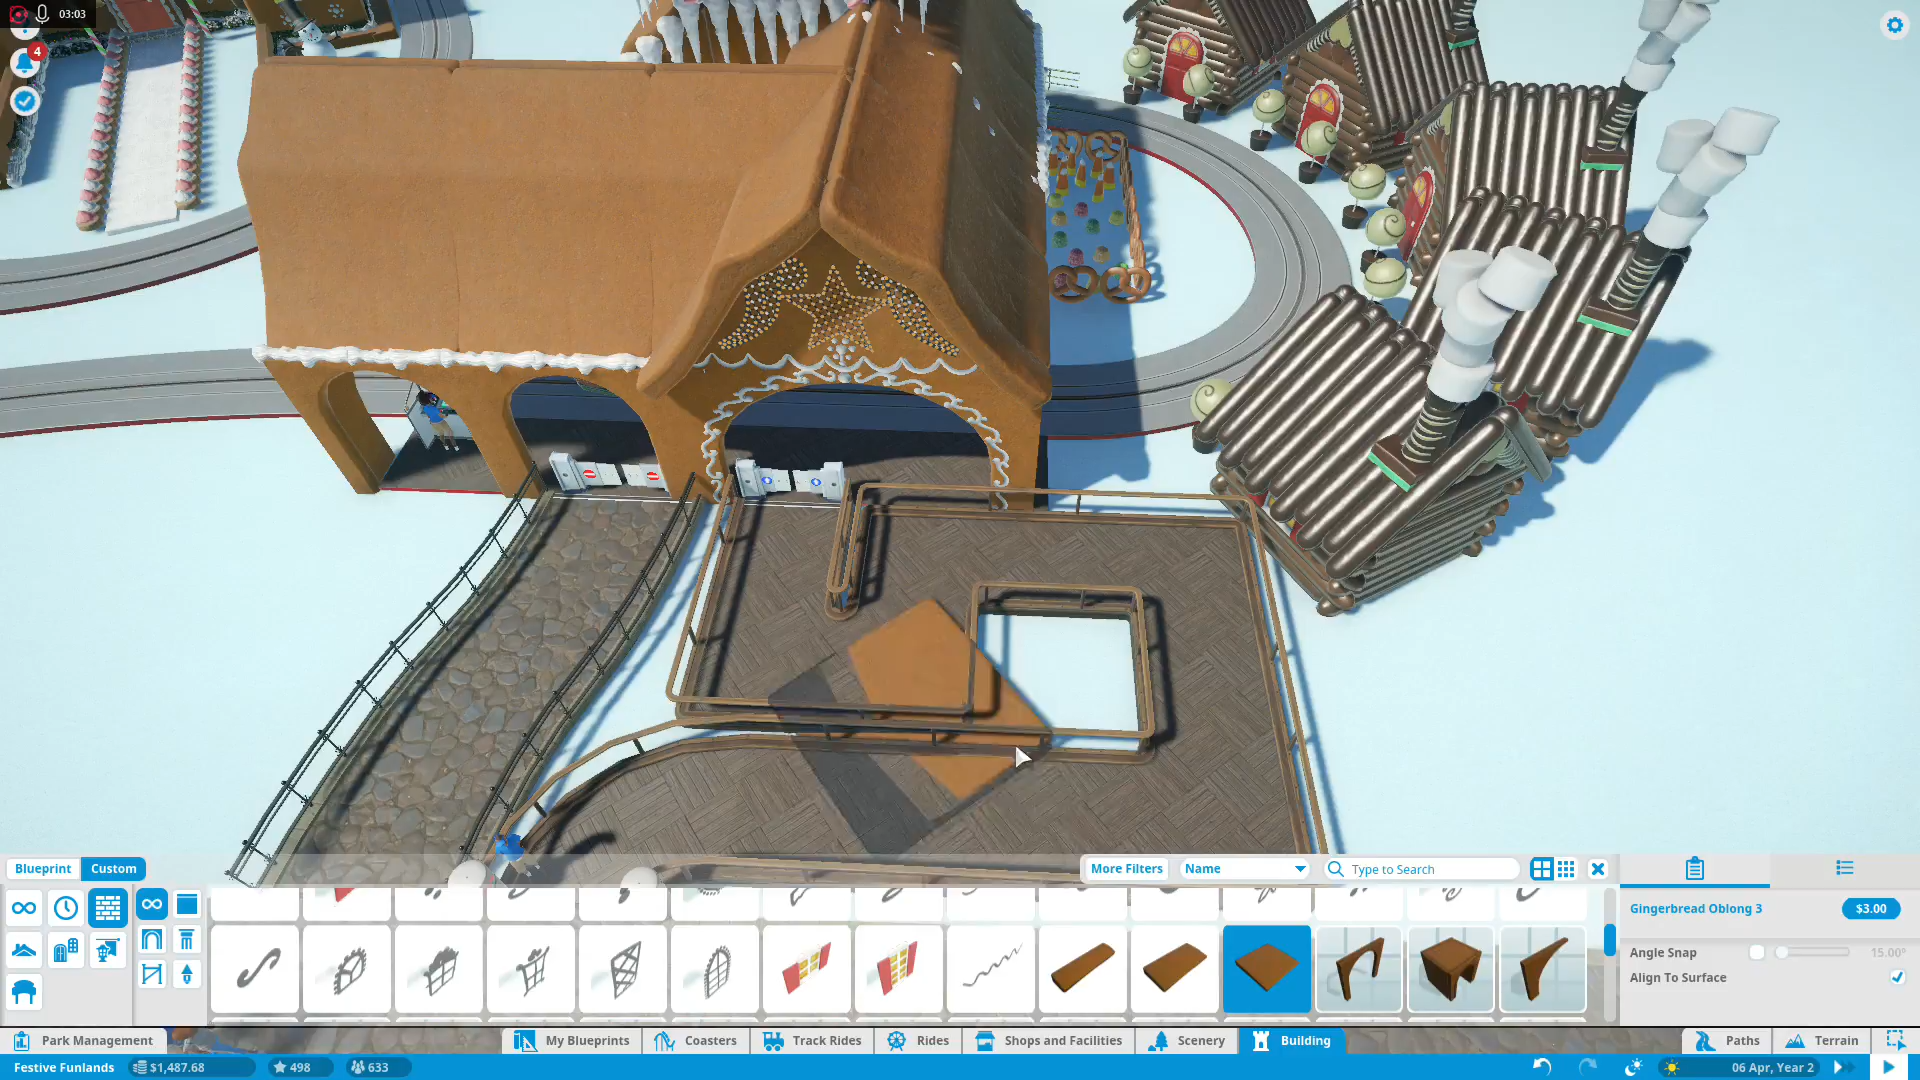 03:03
4
Blueprint
Custom
More Filters
Name
Type to Search
Gingerbread Oblong 3
$3.00
Angle Snap
15.00°
Align To Surface
Park Management
My Blueprints
Coasters
Track Rides
Rides
Shops and Facilities
Scenery
Building
Paths
Terrain
Festive Funlands
$1,487.68
498
633
06 Apr, Year 2